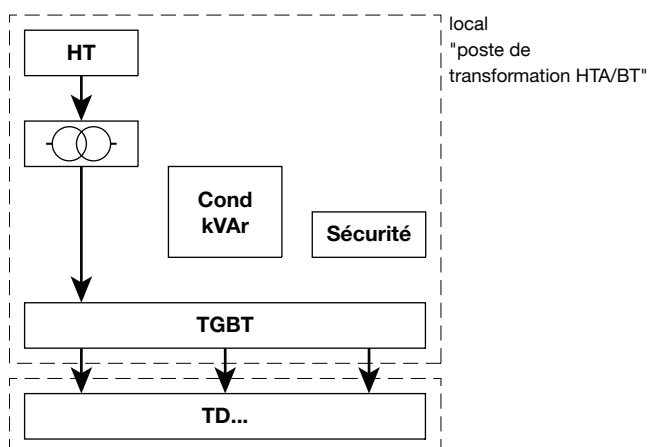 local
"poste de
transformation HTA/BT"
HT
Cond
kVAr
Sécurité
TGBT
TD...